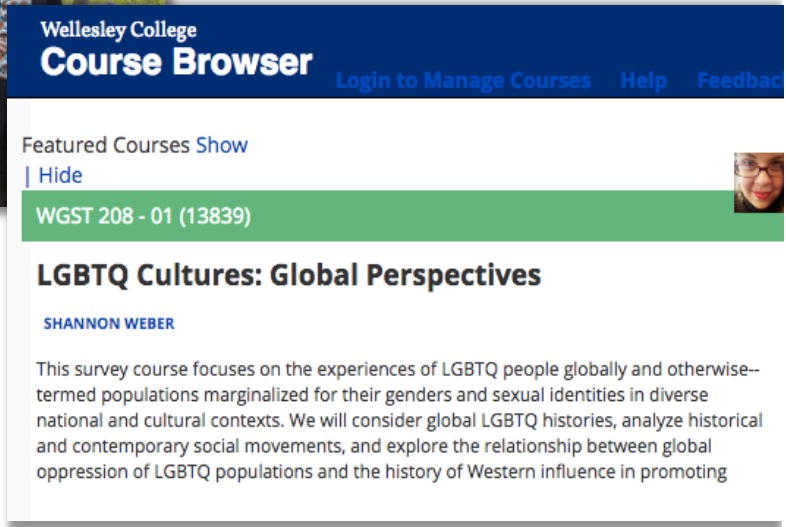 Wellesley College
Course Browser
Login to Manage Courses Help Feedbac
Featured Courses Show
| Hide
WGST 208 - 01 (13839)
LGBTQ Cultures: Global Perspectives
SHANNON WEBER
This survey course focuses on the experiences of LGBTQ people globally and otherwise--
termed populations marginalized for their genders and sexual identities in diverse
national and cultural contexts. We will consider global LGBTQ histories, analyze historical
and contemporary social movements, and explore the relationship between global
oppression of LGBTQ populations and the history of Western influence in promoting